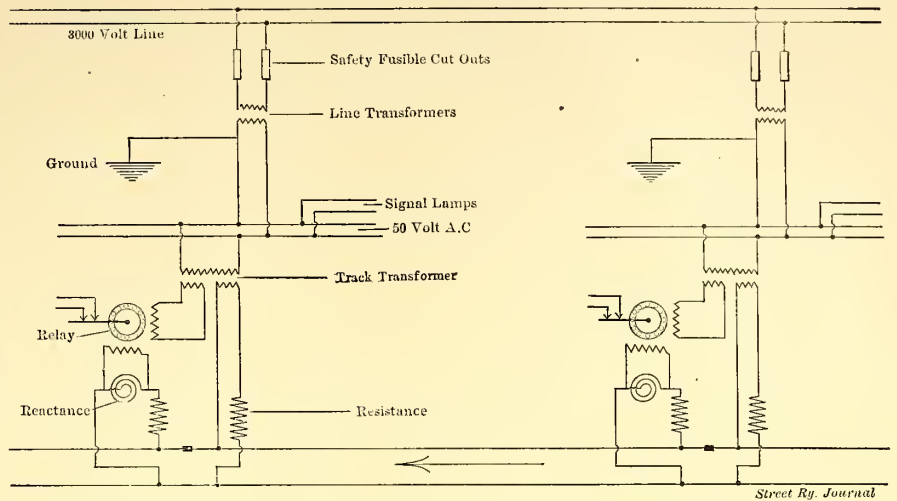 3000 Volt Line
Safety Fusible Cut Outs
Line Transformers
Ground
Signal Lamps
50 Volt A.C
Track Transformer
Relay
Reactance
Resistance
Street Ry. Journal